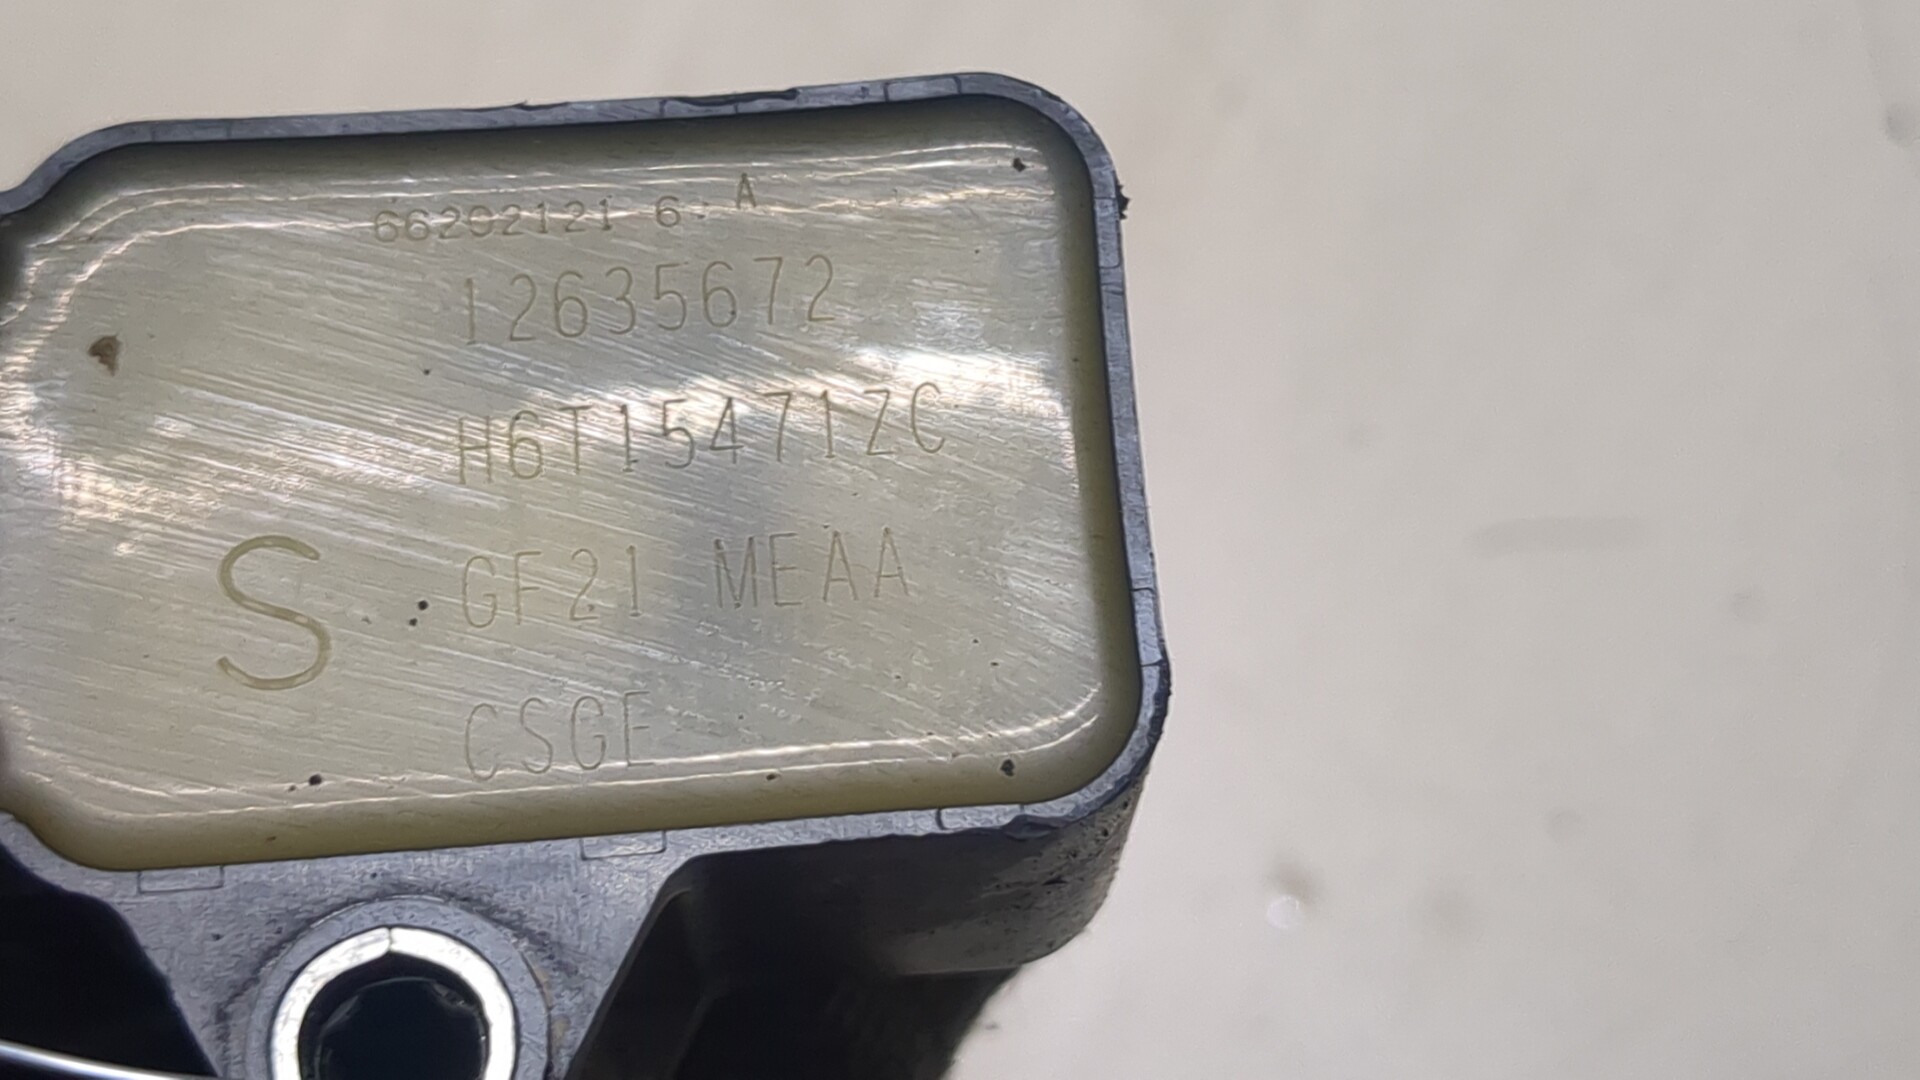 66202121 6. A
12635672
H6T15471ZC
S GF21 MEAA
CSGE